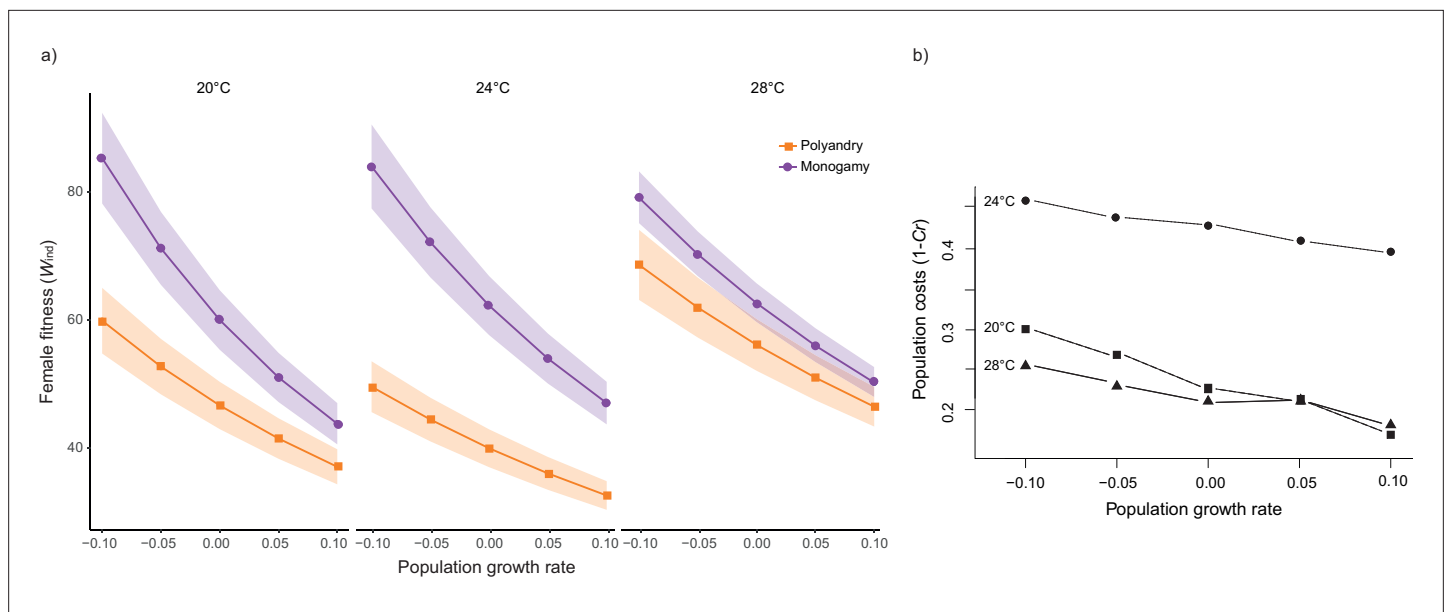 a)
20°C
24°C
28°C
Polyandry
Monogamy
80
60
40
Female fitness (Wind)
−0.10
−0.05
0.00
0.05
0.10
−0.10
−0.05
0.00
0.05
0.10
−0.10
−0.05
0.00
0.05
0.10
Population growth rate
b)
24°C
20°C
28°C
0.4
0.3
0.2
Population costs (1-Cr)
−0.10
−0.05
0.00
0.05
0.10
Population growth rate